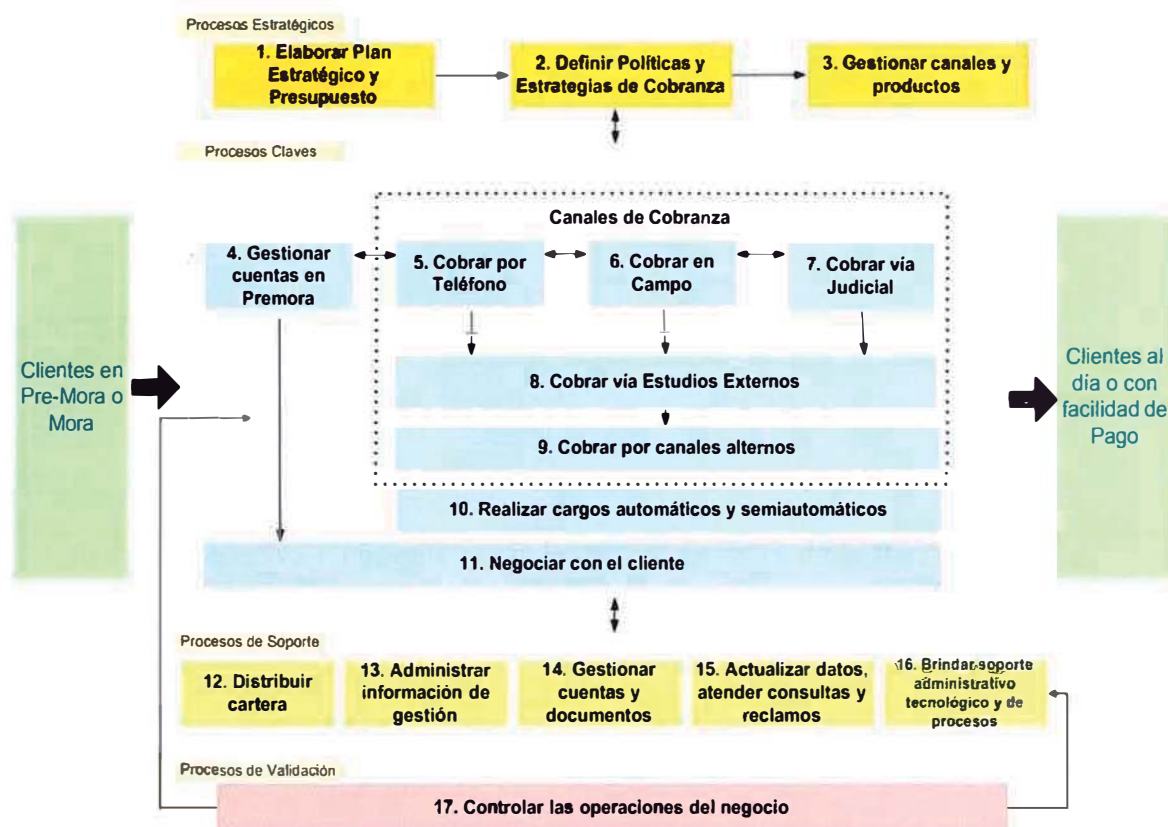 Procesos Estratégicos
1. Elaborar Plan
Estratégico y
Presupuesto
2. Definir Políticas y
Estrategias de Cobranza
3. Gestionar canales y
productos
Procesos Claves
Canales de Cobranza
4. Gestionar
cuentas en
Premora
5. Cobrar por
Teléfono
6. Cobrar en
Campo
7. Cobrar vía
Judicial
Clientes en
Pre-Mora o
Mora
8. Cobrar vía Estudios Externos
9. Cobrar por canales alternos
Clientes al
día o con
facilidad de
Pago
10. Realizar cargos automáticos y semiautomáticos
11. Negociar con el cliente
Procesos de Soporte
12. Distribuir
cartera
13. Administrar
información de
gestión
14. Gestionar
cuentas y
documentos
15. Actualizar datos,
atender consultas y
reclamos
16. Brindar soporte
administrativo
tecnológico y de
procesos
Procesos de Validación
17. Controlar las operaciones del negocio